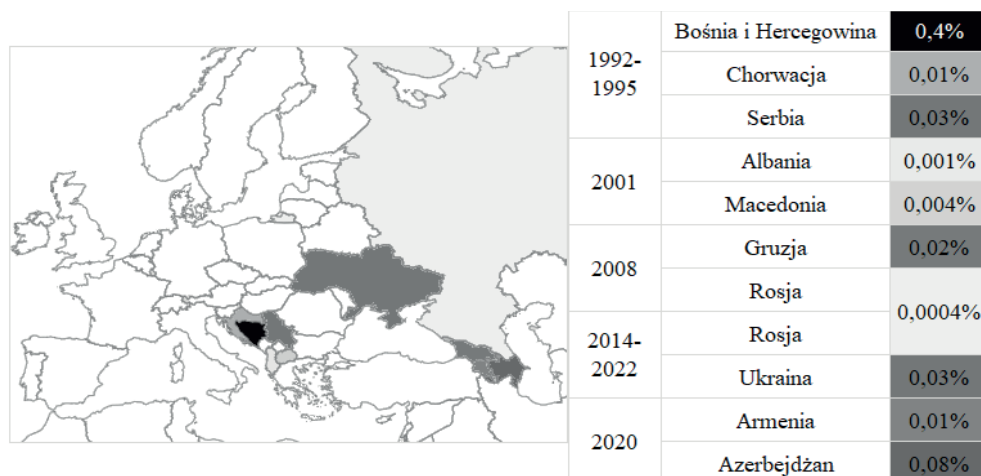 1992-
1995
Bośnia i Hercegowina 0,4%
Chorwacja 0,01%
Serbia 0,03%
2001
Albania 0,001%
Macedonia 0,004%
2008
Gruzja 0,02%
Rosja
0,0004%
2014-
2022
Rosja
Ukraina 0,03%
2020
Armenia 0,01%
Azerbejdżan 0,08%